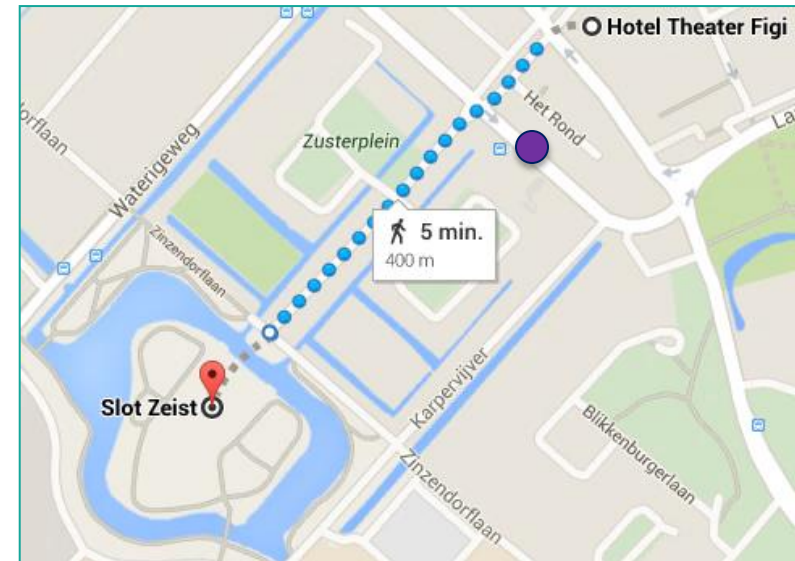 Hotel Theater Figi
Het Rond
La
orflaan
Zusterplein
Waterigeweg
Zinzendorflaan
5 min.
400 m
Karpervijver
Slot Zeist
Blikkenburgerlaan
Zinzendorflaan